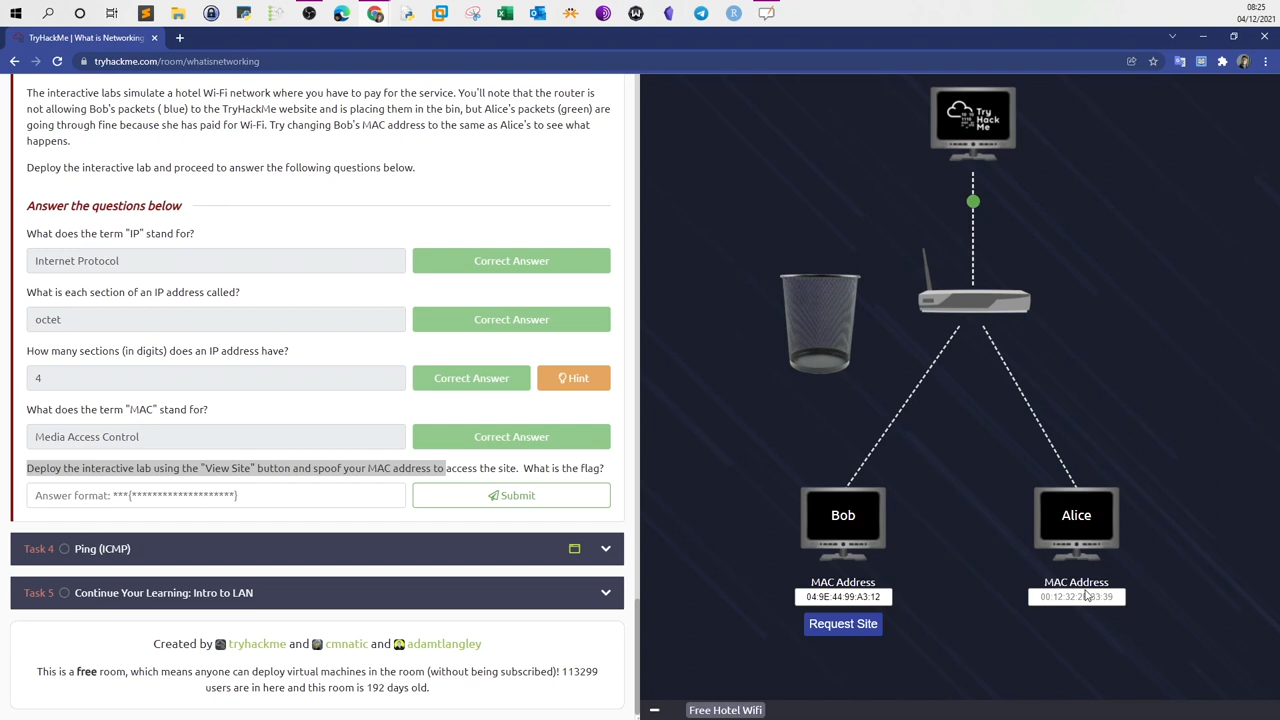 08:25
04/12/2021
TryHackMe | What is Networking
tryhackme.com/room/whatisnetworking
The interactive labs simulate a hotel Wi-Fi network where you have to pay for the service. You'll note that the router is
not allowing Bob's packets ( blue) to the TryHackMe website and is placing them in the bin, but Alice's packets (green) are
going through fine because she has paid for Wi-Fi. Try changing Bob's MAC address to the same as Alice's to see what
happens.
Deploy the interactive lab and proceed to answer the following questions below.
Answer the questions below
What does the term "IP" stand for?
Internet Protocol
Correct Answer
What is each section of an IP address called?
octet
Correct Answer
How many sections (in digits) does an IP address have?
4
Correct Answer
Hint
What does the term "MAC" stand for?
Media Access Control
Correct Answer
Deploy the interactive lab using the "View Site" button and spoof your MAC address to access the site. What is the flag?
Answer format: ***{********************}
Submit
Task 4
Ping (ICMP)
Task 5
Continue Your Learning: Intro to LAN
Created by tryhackme and cmnatic and adamtlangley
This is a free room, which means anyone can deploy virtual machines in the room (without being subscribed)! 113299
users are in here and this room is 192 days old.
Try
Hack
Me
Bob
Alice
MAC Address
MAC Address
04:9E:44:99:A3:12
Request Site
Free Hotel Wifi